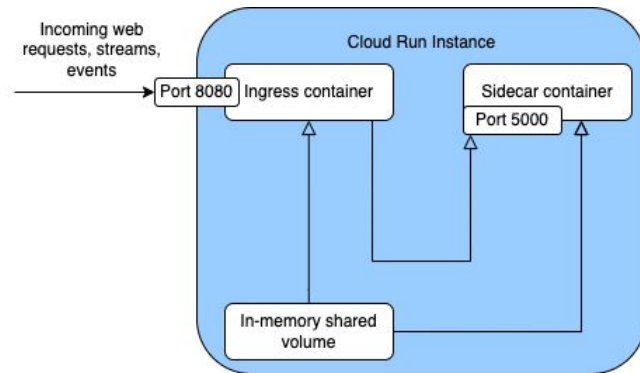 Incoming web
requests, streams,
events
Cloud Run Instance
Port 8080
Ingress container
Sidecar container
Port 5000
In-memory shared
volume